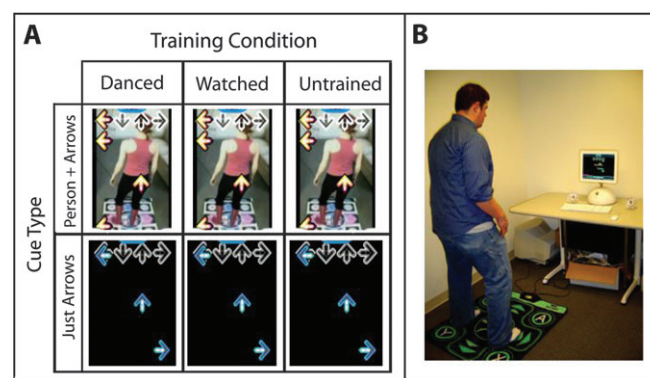 A
Training Condition
Danced Watched Untrained
Cue Type
Person + Arrows
Just Arrows
B
Y
X
A